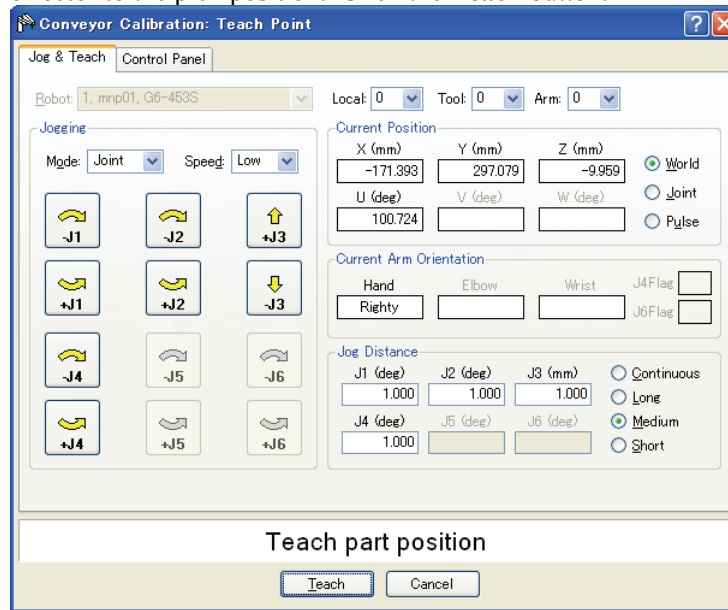 Conveyor Calibration: Teach Point
Jog & Teach Control Panel
Robot: 1, mnp01, G6-453S Local: 0 Tool: 0 Arm: 0
Jogging
Mode: Joint Speed: Low
-J1 -J2 +J3
+J1 +J2 -J3
-J4 -J5 -J6
+J4 +J5 +J6
Current Position
X (mm) Y (mm) Z (mm)
-171.393 297.079 -9.959
U (deg) V (deg) W (deg)
100.724
World
Joint
Pulse
Current Arm Orientation
Hand Elbow Wrist J4Flag
Righty J6Flag
Jog Distance
J1 (deg) J2 (deg) J3 (mm)
1.000 1.000 1.000
J4 (deg) J5 (deg) J6 (deg)
1.000
Continuous
Long
Medium
Short
Teach part position
Teach Cancel